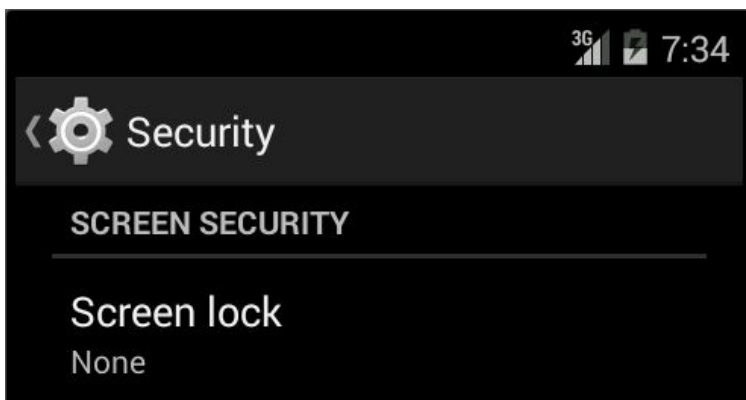 3G 7:34
Security
SCREEN SECURITY
Screen lock
None